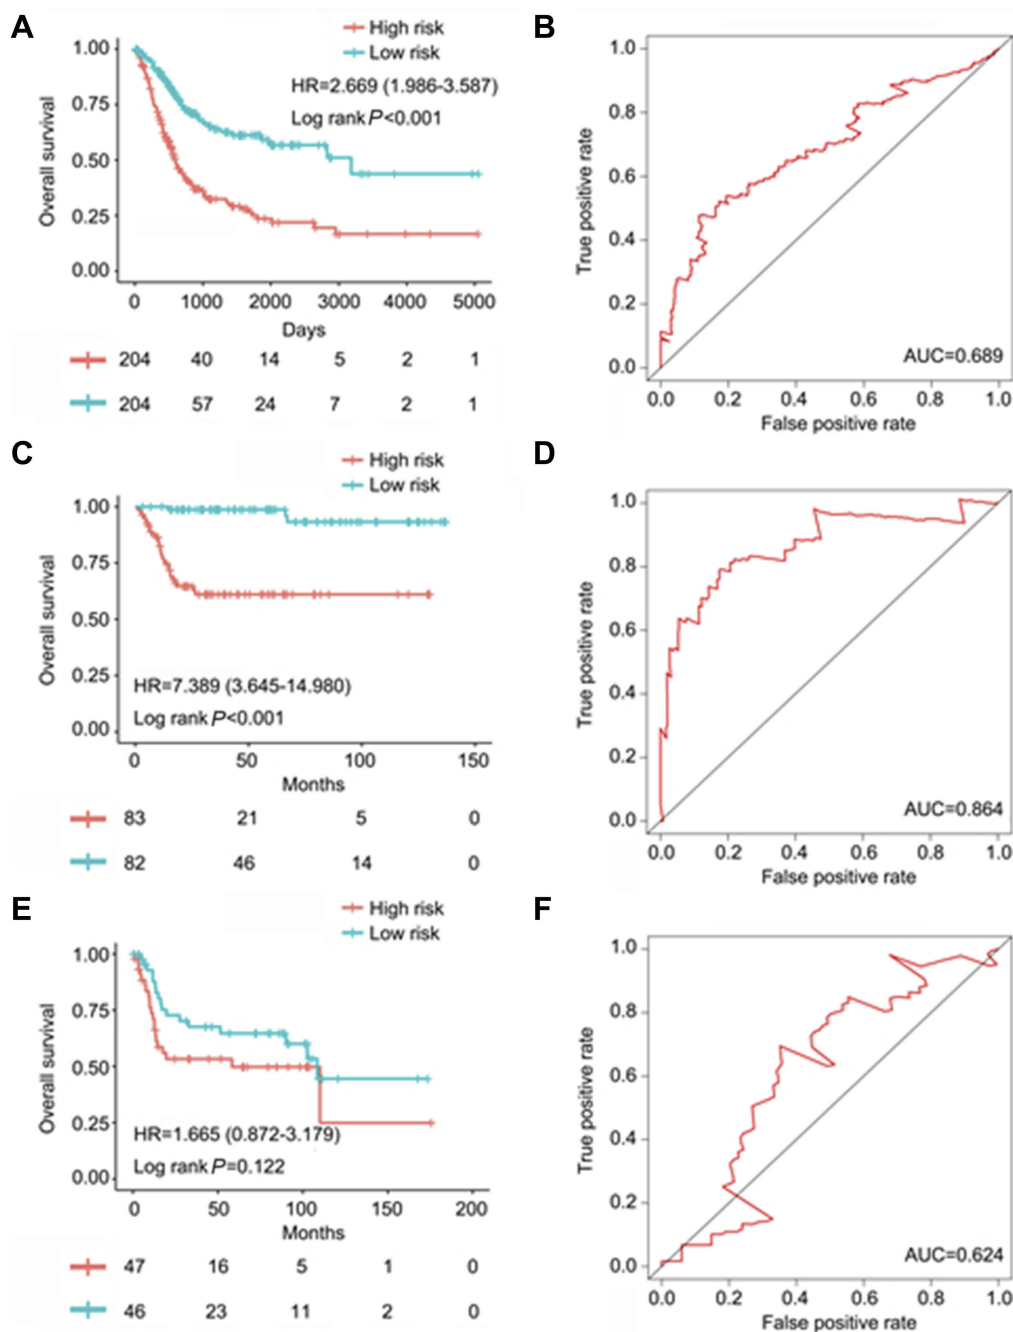 A
High risk
Low risk
HR=2.669 (1.986-3.587)
Log rank P<0.001
Overall survival
1.00
0.75
0.50
0.25
0.00
0 1000 2000 3000 4000 5000
Days
204 40 14 5 2 1
204 57 24 7 2 1
B
True positive rate
1.0
0.8
0.6
0.4
0.2
0.0
AUC=0.689
0.0 0.2 0.4 0.6 0.8 1.0
False positive rate
C
High risk
Low risk
Overall survival
1.00
0.75
0.50
0.25
0.00
HR=7.389 (3.645-14.980)
Log rank P<0.001
0 50 100 150
Months
83 21 5 0
82 46 14 0
D
True positive rate
1.0
0.8
0.6
0.4
0.2
0.0
AUC=0.864
0.0 0.2 0.4 0.6 0.8 1.0
False positive rate
E
High risk
Low risk
Overall survival
1.00
0.75
0.50
0.25
0.00
HR=1.665 (0.872-3.179)
Log rank P=0.122
0 50 100 150 200
Months
47 16 5 1 0
46 23 11 2 0
F
True positive rate
1.0
0.8
0.6
0.4
0.2
0.0
AUC=0.624
0.0 0.2 0.4 0.6 0.8 1.0
False positive rate